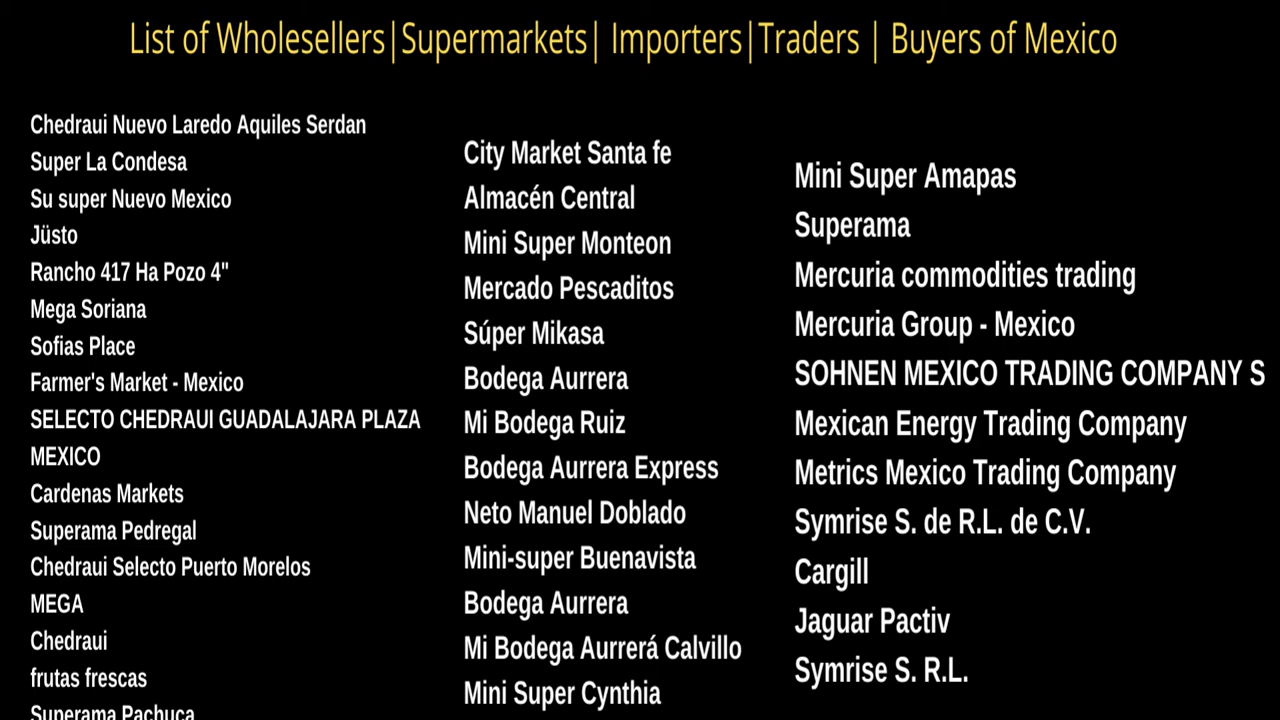 List of Wholesellers|Supermarkets| Importers|Traders | Buyers of Mexico
Chedraui Nuevo Laredo Aquiles Serdan
Super La Condesa
Su super Nuevo Mexico
Jüsto
Rancho 417 Ha Pozo 4"
Mega Soriana
Sofias Place
Farmer's Market - Mexico
SELECTO CHEDRAUI GUADALAJARA PLAZA
MEXICO
Cardenas Markets
Superama Pedregal
Chedraui Selecto Puerto Morelos
MEGA
Chedraui
frutas frescas
Superama Pachuca
City Market Santa fe
Almacén Central
Mini Super Monteon
Mercado Pescaditos
Súper Mikasa
Bodega Aurrera
Mi Bodega Ruiz
Bodega Aurrera Express
Neto Manuel Doblado
Mini-super Buenavista
Bodega Aurrera
Mi Bodega Aurrerá Calvillo
Mini Super Cynthia
Mini Super Amapas
Superama
Mercuria commodities trading
Mercuria Group - Mexico
SOHNEN MEXICO TRADING COMPANY S
Mexican Energy Trading Company
Metrics Mexico Trading Company
Symrise S. de R.L. de C.V.
Cargill
Jaguar Pactiv
Symrise S. R.L.